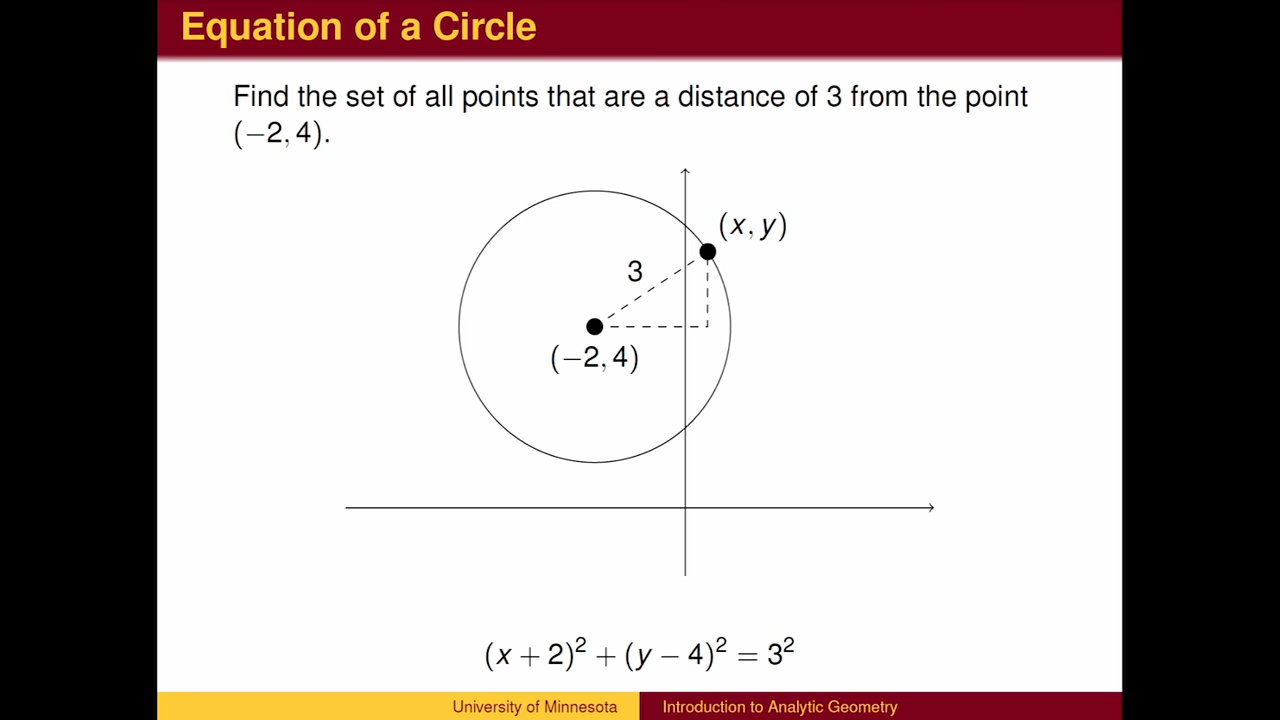 Equation of a Circle
Find the set of all points that are a distance of 3 from the point
(−2, 4).
(x, y)
3
(−2, 4)
(x + 2)² + (y − 4)² = 3²
University of Minnesota
Introduction to Analytic Geometry